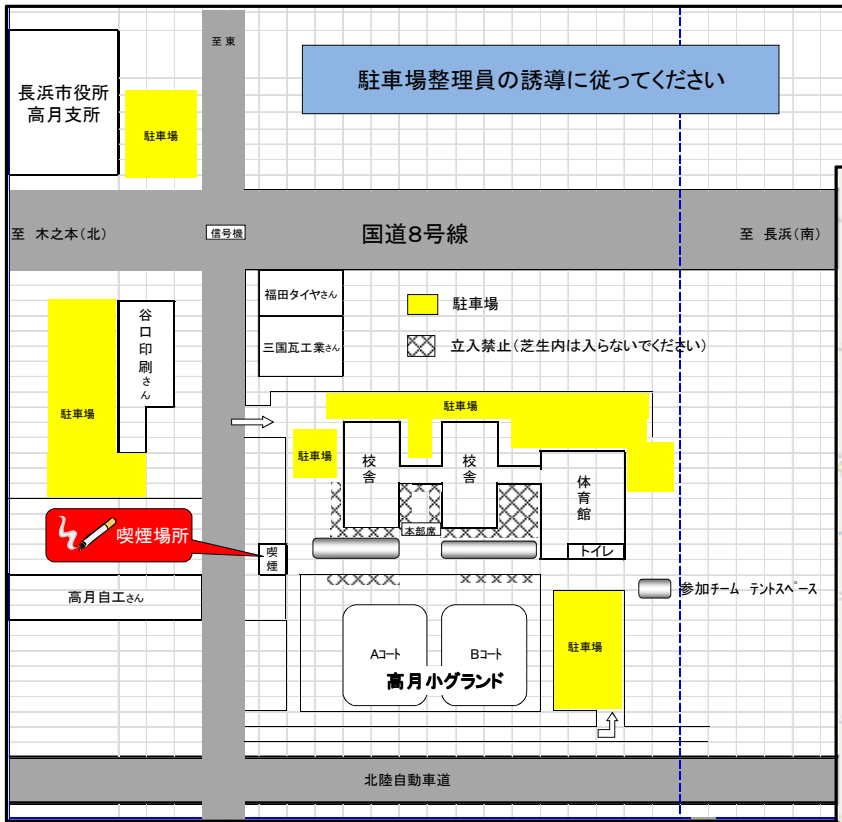 至 東
駐車場整理員の誘導に従ってください
長浜市役所
高月支所
駐車場
至 木之本(北)
信号機
国道8号線
至 長浜(南)
福田タイヤさん
三国瓦工業さん
駐車場
立入禁止(芝生内は入らないでください)
谷口印刷さん
駐車場
駐車場
駐車場
校舎
校舎
体育館
本部席
喫煙場所
喫煙
トイレ
高月自工さん
参加チーム テントスペース
Aコート
Bコート
高月小グランド
駐車場
北陸自動車道